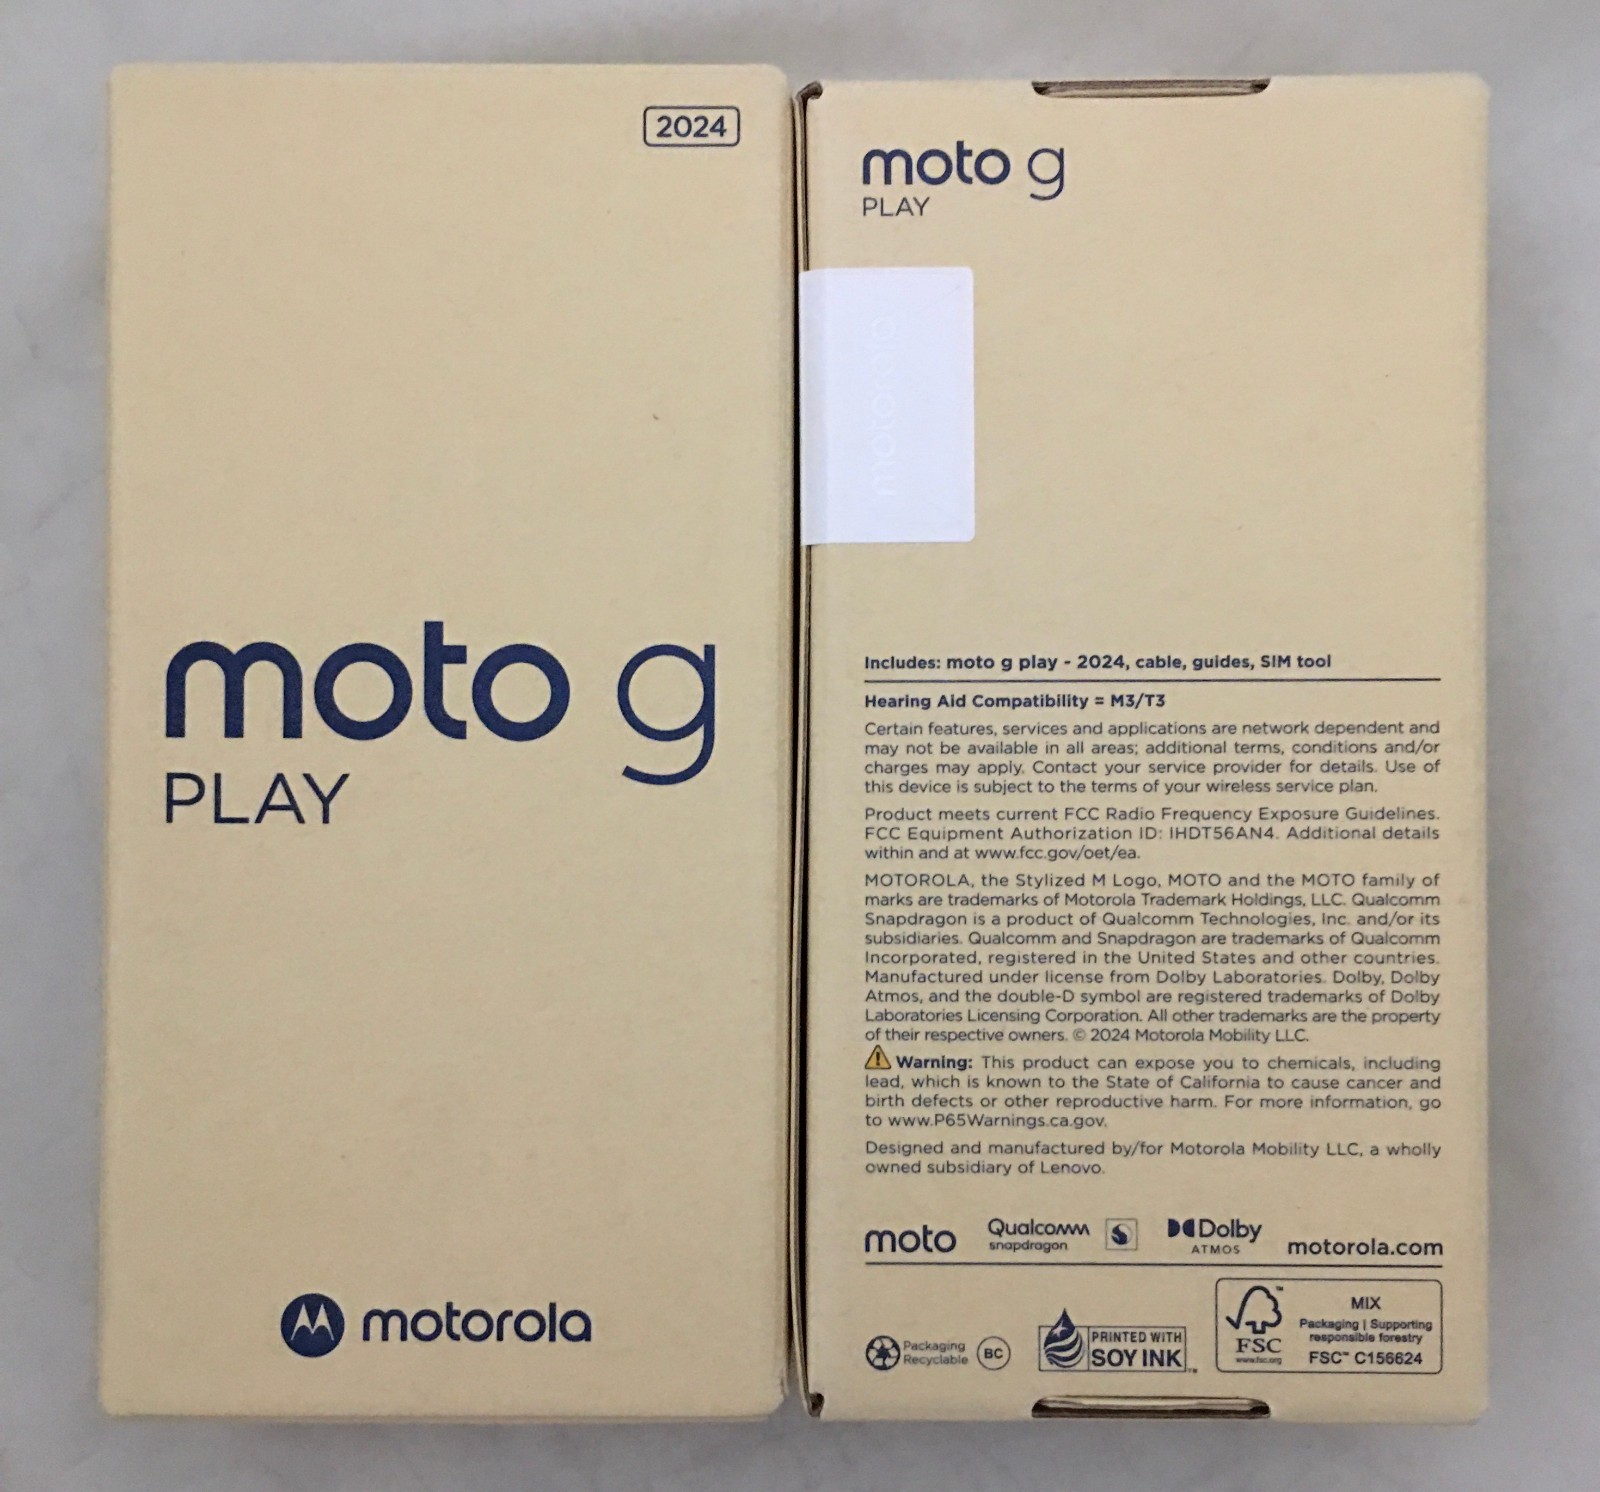 2024
moto g
PLAY
motorola
moto g
PLAY
motorola
Includes: moto g play - 2024, cable, guides, SIM tool
Hearing Aid Compatibility = M3/T3
Certain features, services and applications are network dependent and
may not be available in all areas; additional terms, conditions and/or
charges may apply. Contact your service provider for details. Use of
this device is subject to the terms of your wireless service plan.
Product meets current FCC Radio Frequency Exposure Guidelines.
FCC Equipment Authorization ID: IHDT56AN4. Additional details
within and at www.fcc.gov/oet/ea.
MOTOROLA, the Stylized M Logo, MOTO and the MOTO family of
marks are trademarks of Motorola Trademark Holdings, LLC. Qualcomm
Snapdragon is a product of Qualcomm Technologies, Inc. and/or its
subsidiaries. Qualcomm and Snapdragon are trademarks of Qualcomm
Incorporated, registered in the United States and other countries.
Manufactured under license from Dolby Laboratories. Dolby, Dolby
Atmos, and the double-D symbol are registered trademarks of Dolby
Laboratories Licensing Corporation. All other trademarks are the property
of their respective owners. © 2024 Motorola Mobility LLC.
Warning: This product can expose you to chemicals, including
lead, which is known to the State of California to cause cancer and
birth defects or other reproductive harm. For more information, go
to www.P65Warnings.ca.gov.
Designed and manufactured by/for Motorola Mobility LLC, a wholly
owned subsidiary of Lenovo.
moto
Qualcomm
snapdragon
Dolby
ATMOS
motorola.com
Packaging
Recyclable
BC
PRINTED WITH
SOY INK™
FSC™
www.fsc.org
MIX
Packaging | Supporting
responsible forestry
FSC™ C156624